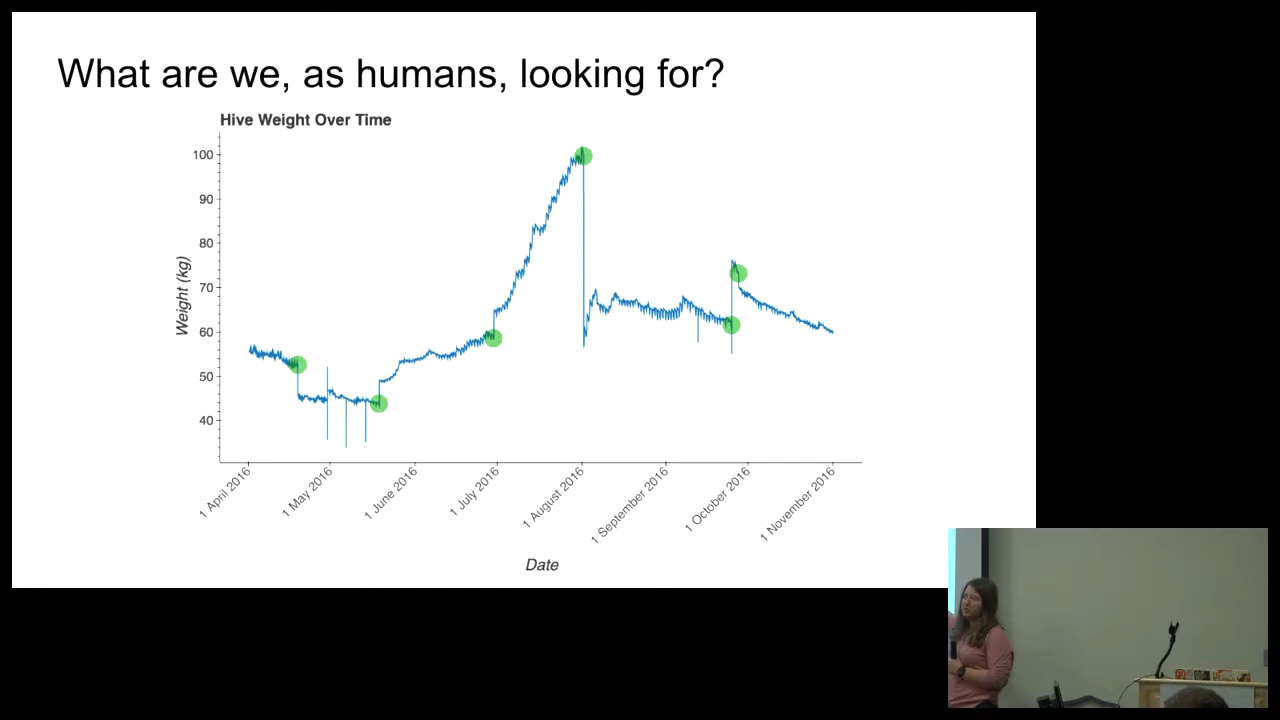 What are we, as humans, looking for?
Hive Weight Over Time
100
90
80
70
60
50
40
Weight (kg)
1 April 2016
1 May 2016
1 June 2016
1 July 2016
1 August 2016
1 September 2016
1 October 2016
1 November 2016
Date